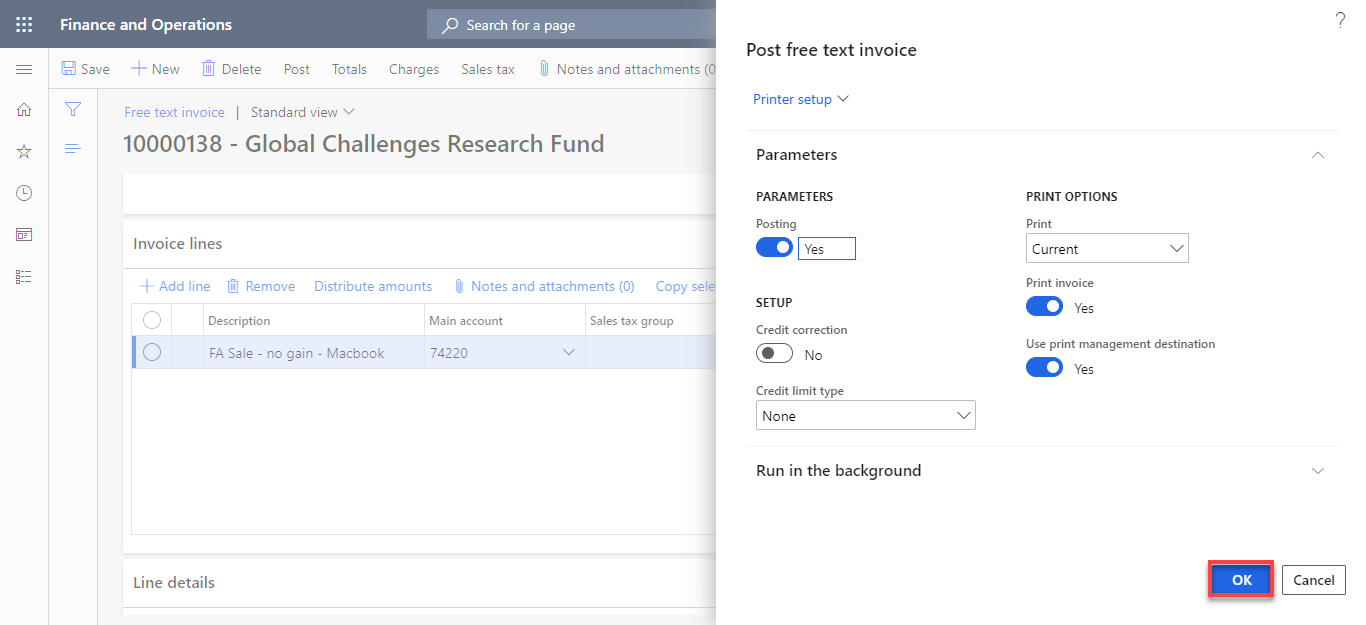 Finance and Operations
Search for a page
Save New Delete Post Totals Charges Sales tax Notes and attachments (0
Free text invoice | Standard view
10000138 - Global Challenges Research Fund
Invoice lines
Add line Remove Distribute amounts Notes and attachments (0) Copy sele
Description Main account Sales tax group
FA Sale - no gain - Macbook 74220
Line details
?
Post free text invoice
Printer setup
Parameters
PARAMETERS
Posting
Yes
SETUP
Credit correction
No
Credit limit type
None
PRINT OPTIONS
Print
Current
Print invoice
Yes
Use print management destination
Yes
Run in the background
OK Cancel